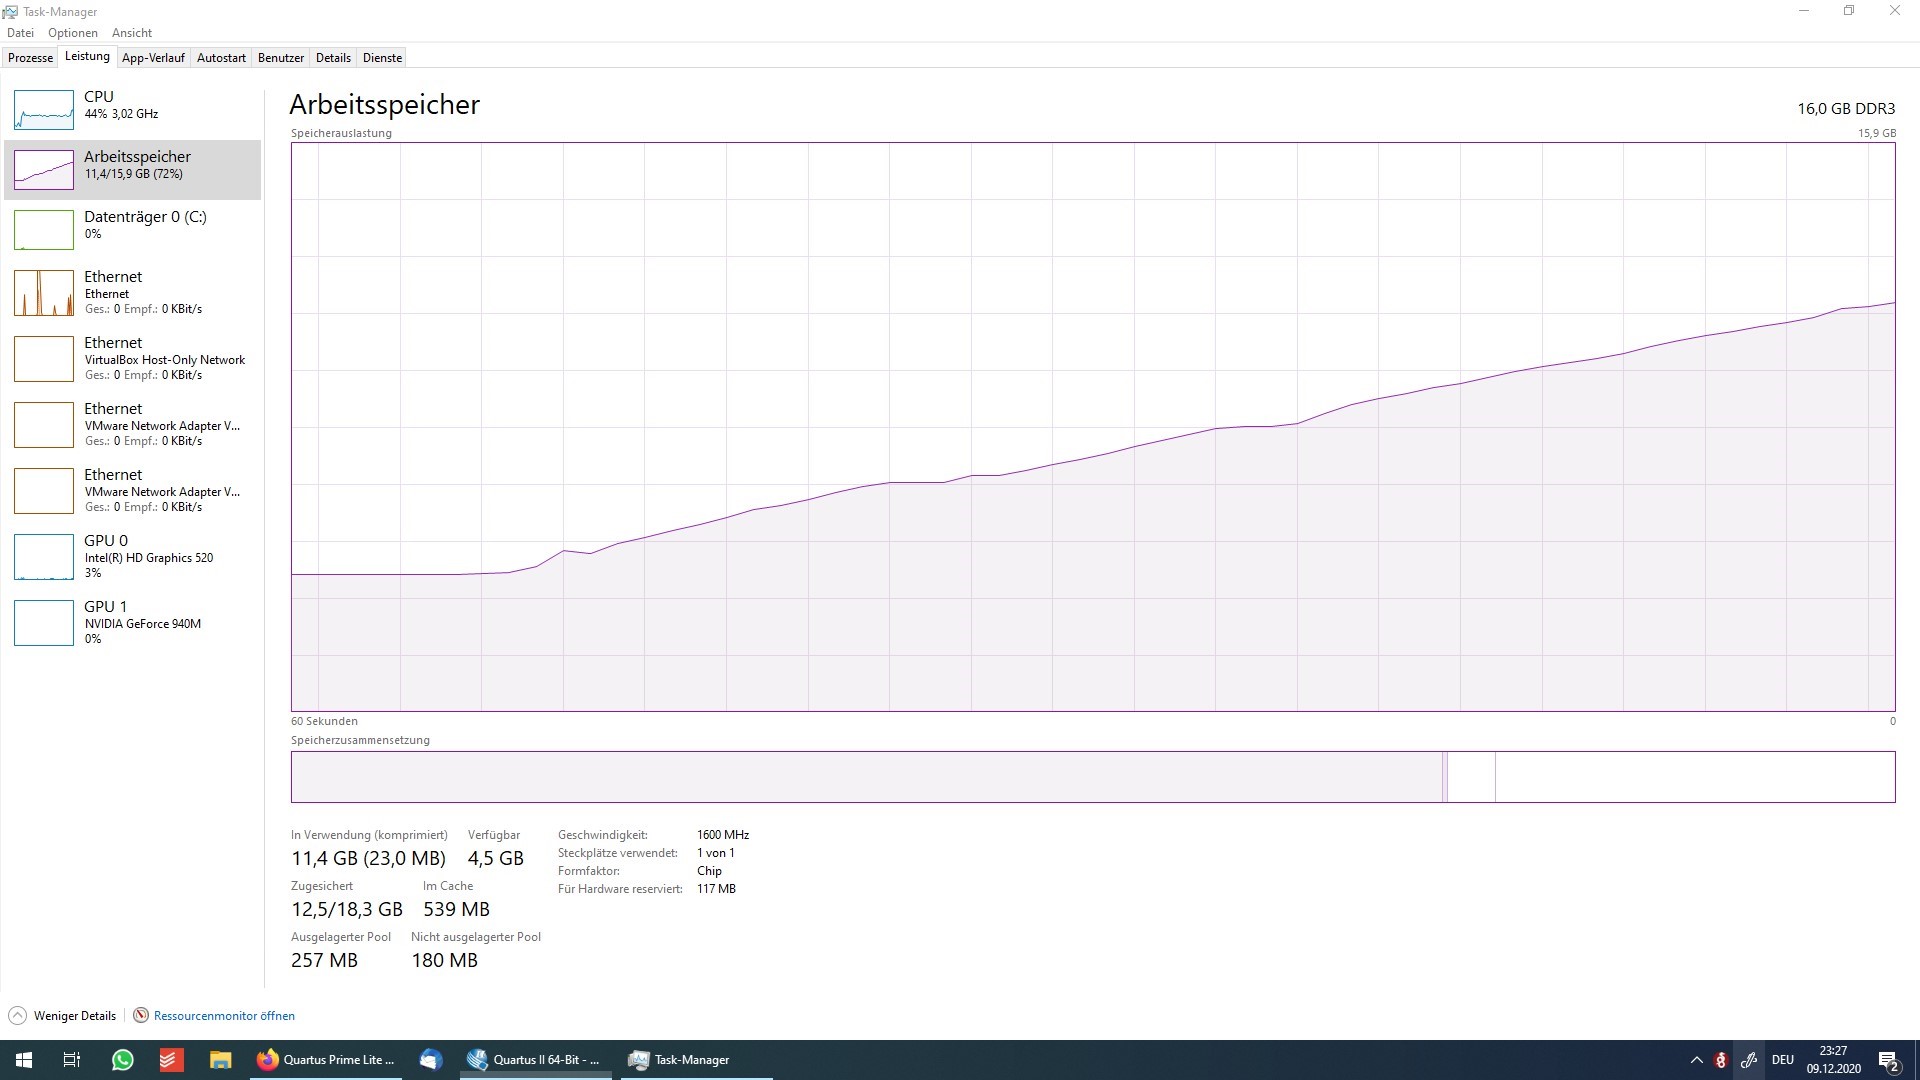 Task-Manager
Datei Optionen Ansicht
Prozesse Leistung App-Verlauf Autostart Benutzer Details Dienste
CPU
44% 3,02 GHz
Arbeitsspeicher
11,4/15,9 GB (72%)
Datenträger 0 (C:)
0%
Ethernet
Ethernet
Ges.: 0 Empf.: 0 KBit/s
Ethernet
VirtualBox Host-Only Network
Ges.: 0 Empf.: 0 KBit/s
Ethernet
VMware Network Adapter V...
Ges.: 0 Empf.: 0 KBit/s
Ethernet
VMware Network Adapter V...
Ges.: 0 Empf.: 0 KBit/s
GPU 0
Intel(R) HD Graphics 520
3%
GPU 1
NVIDIA GeForce 940M
0%
Arbeitsspeicher 16,0 GB DDR3
Speicherauslastung 15,9 GB
60 Sekunden 0
Speicherzusammensetzung
In Verwendung (komprimiert) Verfügbar
11,4 GB (23,0 MB) 4,5 GB
Zugesichert Im Cache
12,5/18,3 GB 539 MB
Ausgelagerter Pool Nicht ausgelagerter Pool
257 MB 180 MB
Geschwindigkeit: 1600 MHz
Steckplätze verwendet: 1 von 1
Formfaktor: Chip
Für Hardware reserviert: 117 MB
Weniger Details Ressourcenmonitor öffnen
Quartus Prime Lite ... Quartus II 64-Bit - ... Task-Manager DEU
23:27
09.12.2020
2